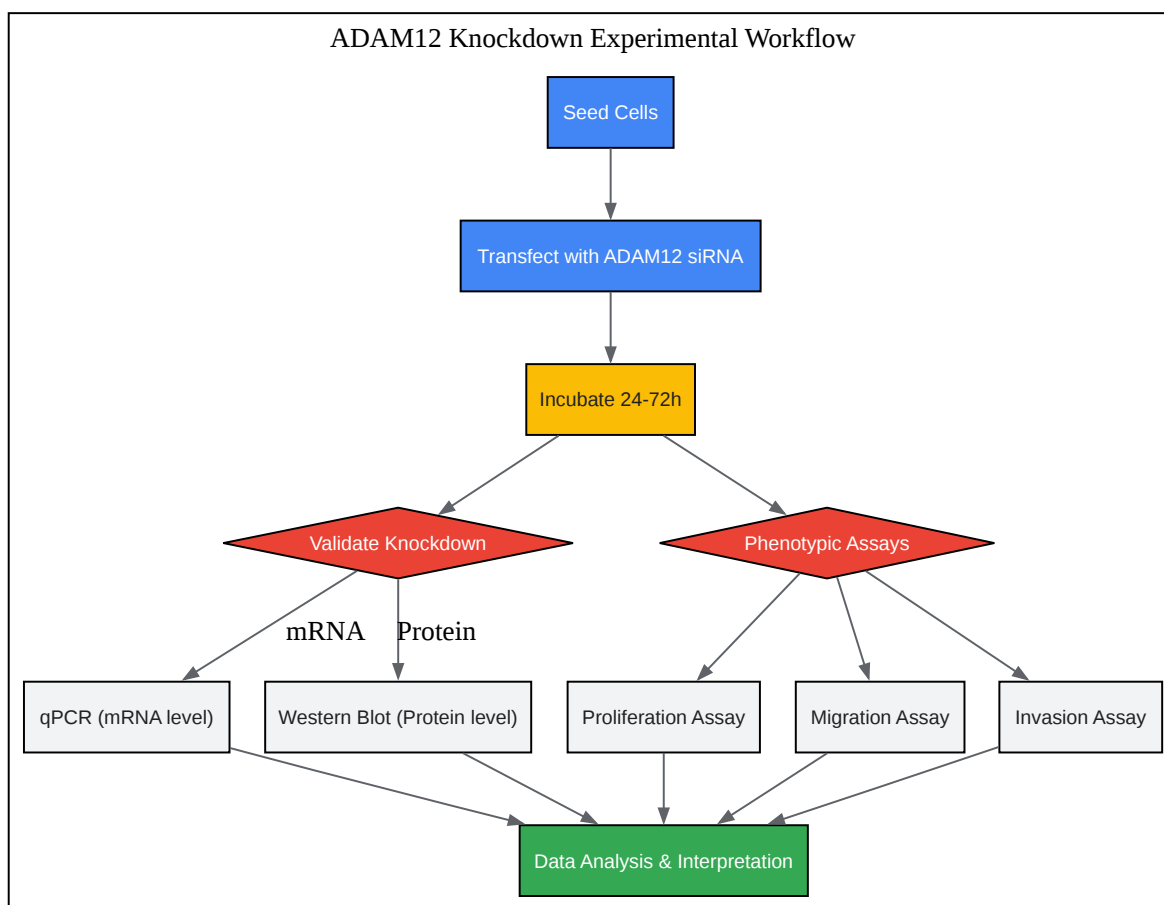 ADAM12 Knockdown Experimental Workflow
Seed Cells
Transfect with ADAM12 siRNA
Incubate 24-72h
Validate Knockdown
Phenotypic Assays
mRNA
Protein
qPCR (mRNA level)
Western Blot (Protein level)
Proliferation Assay
Migration Assay
Invasion Assay
Data Analysis & Interpretation